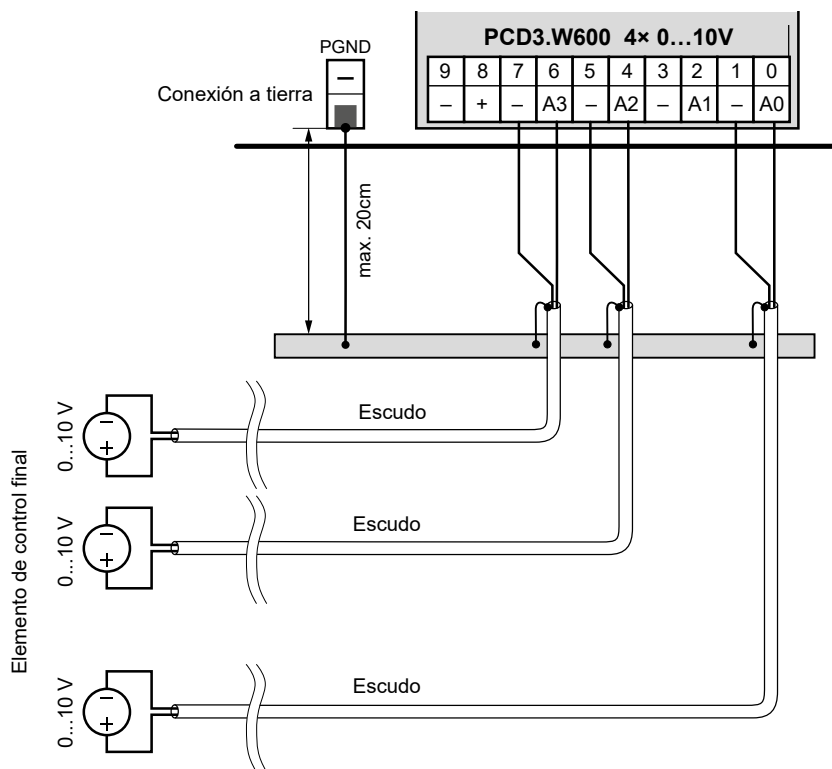 PCD3.W600 4× 0...10V
PGND
9 8 7 6 5 4 3 2 1 0
–
– + – A3 – A2 – A1 – A0
Conexión a tierra
max. 20cm
Escudo
0...10 V
– +
Escudo
0...10 V
– +
Elemento de control final
Escudo
0...10 V
– +